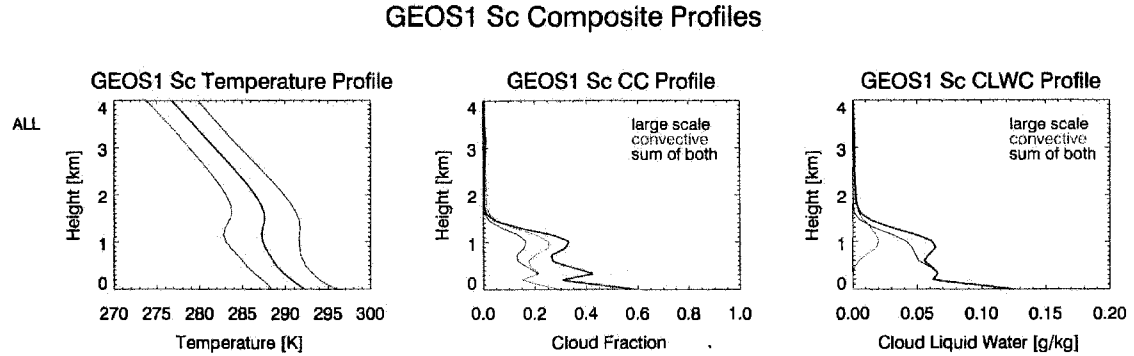 GEOS1 Sc Composite Profiles
ALL
GEOS1 Sc Temperature Profile
4
3
2
1
0
Height [km]
270 275 280 285 290 295 300
Temperature [K]
GEOS1 Sc CC Profile
large scale
convective
sum of both
4
3
2
1
0
Height [km]
0.0 0.2 0.4 0.6 0.8 1.0
Cloud Fraction
GEOS1 Sc CLWC Profile
large scale
convective
sum of both
4
3
2
1
0
Height [km]
0.00 0.05 0.10 0.15 0.20
Cloud Liquid Water [g/kg]